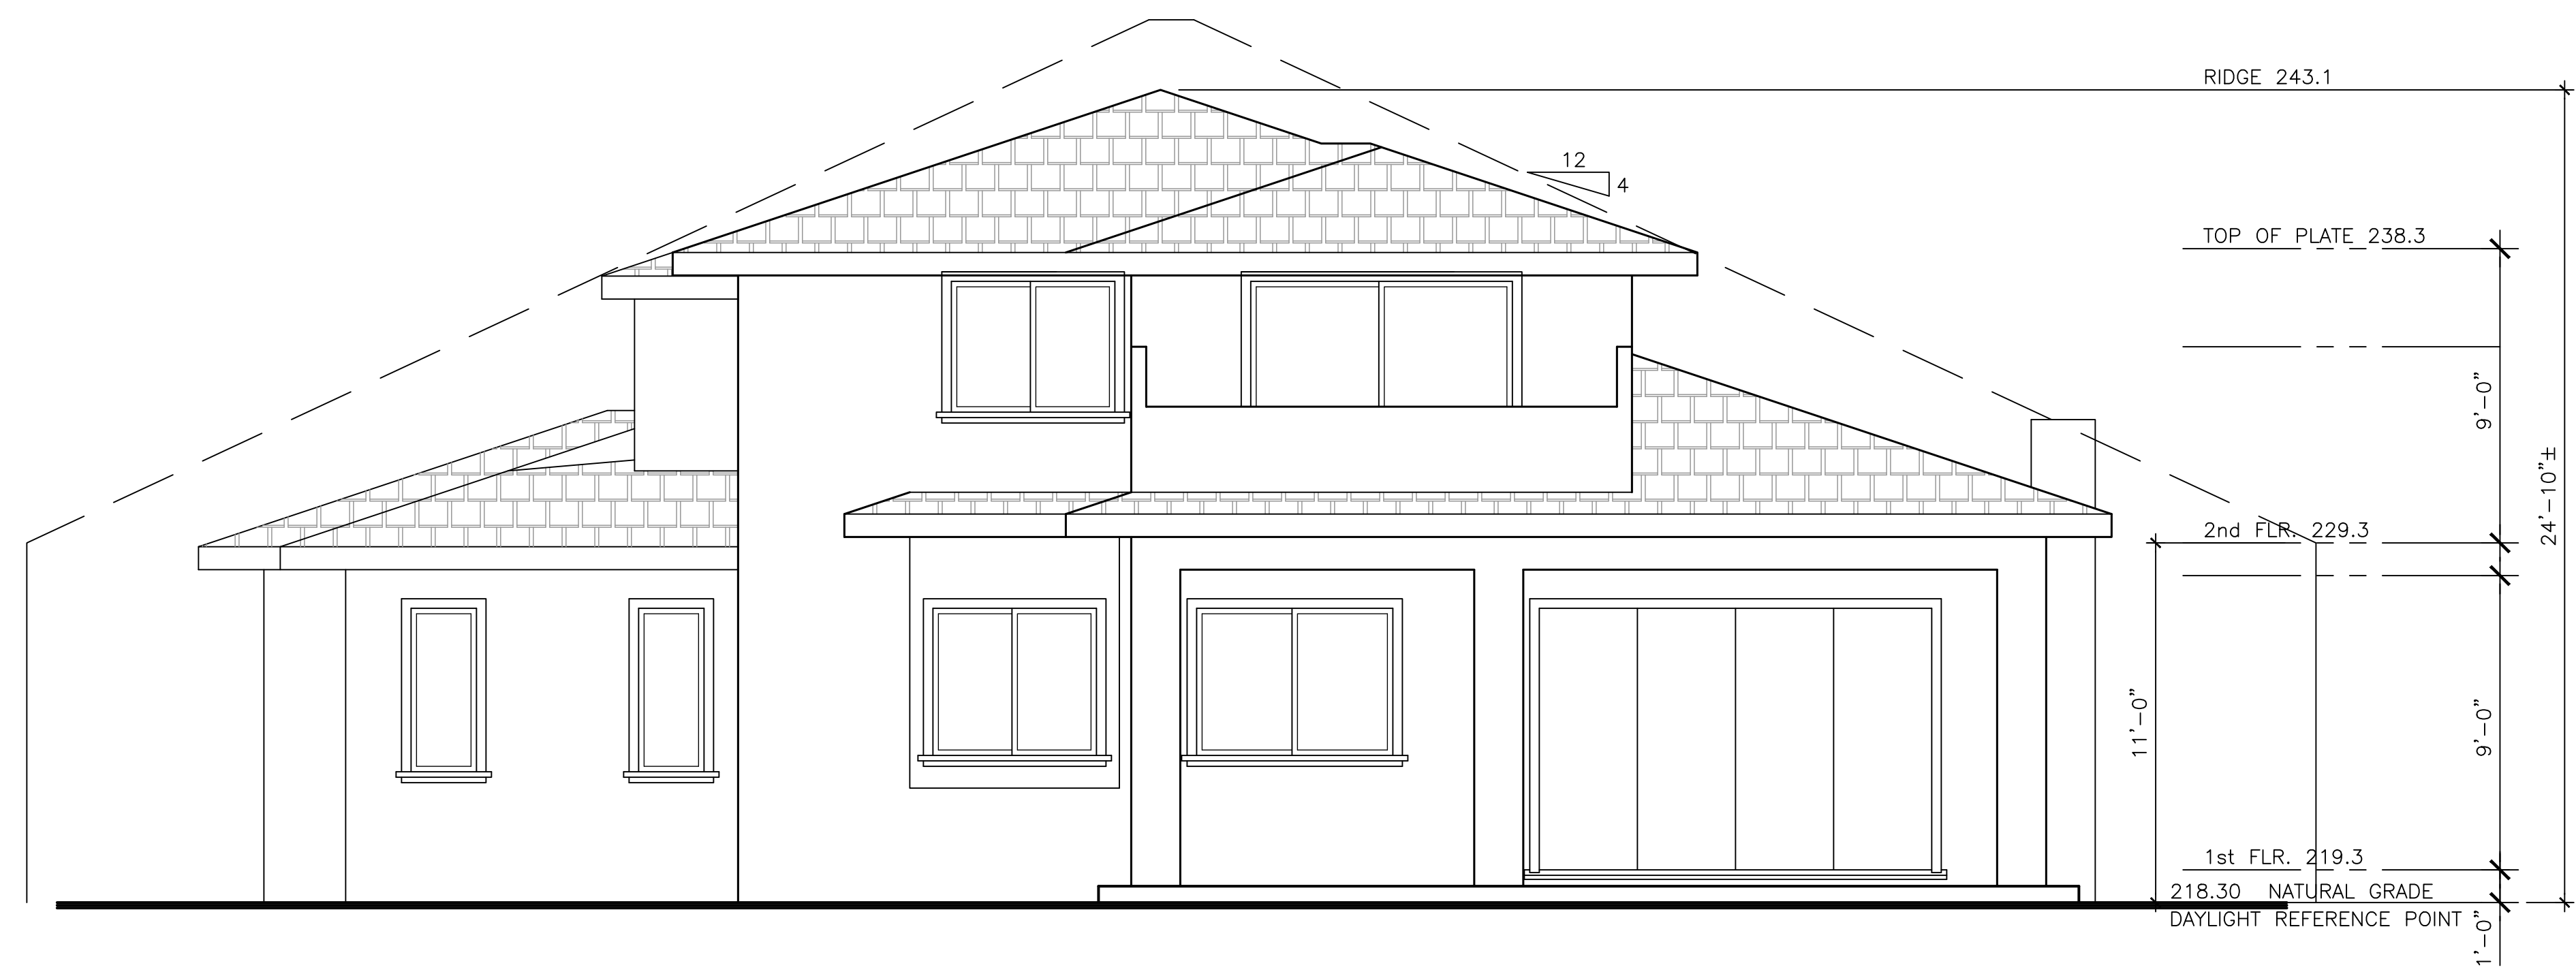 RIDGE 243.1
12
4
TOP OF PLATE 238.3
9'-0"
24'-10"±
2nd FLR. 229.3
11'-0"
9'-0"
1st FLR. 219.3
218.30 NATURAL GRADE
DAYLIGHT REFERENCE POINT
1'-0"